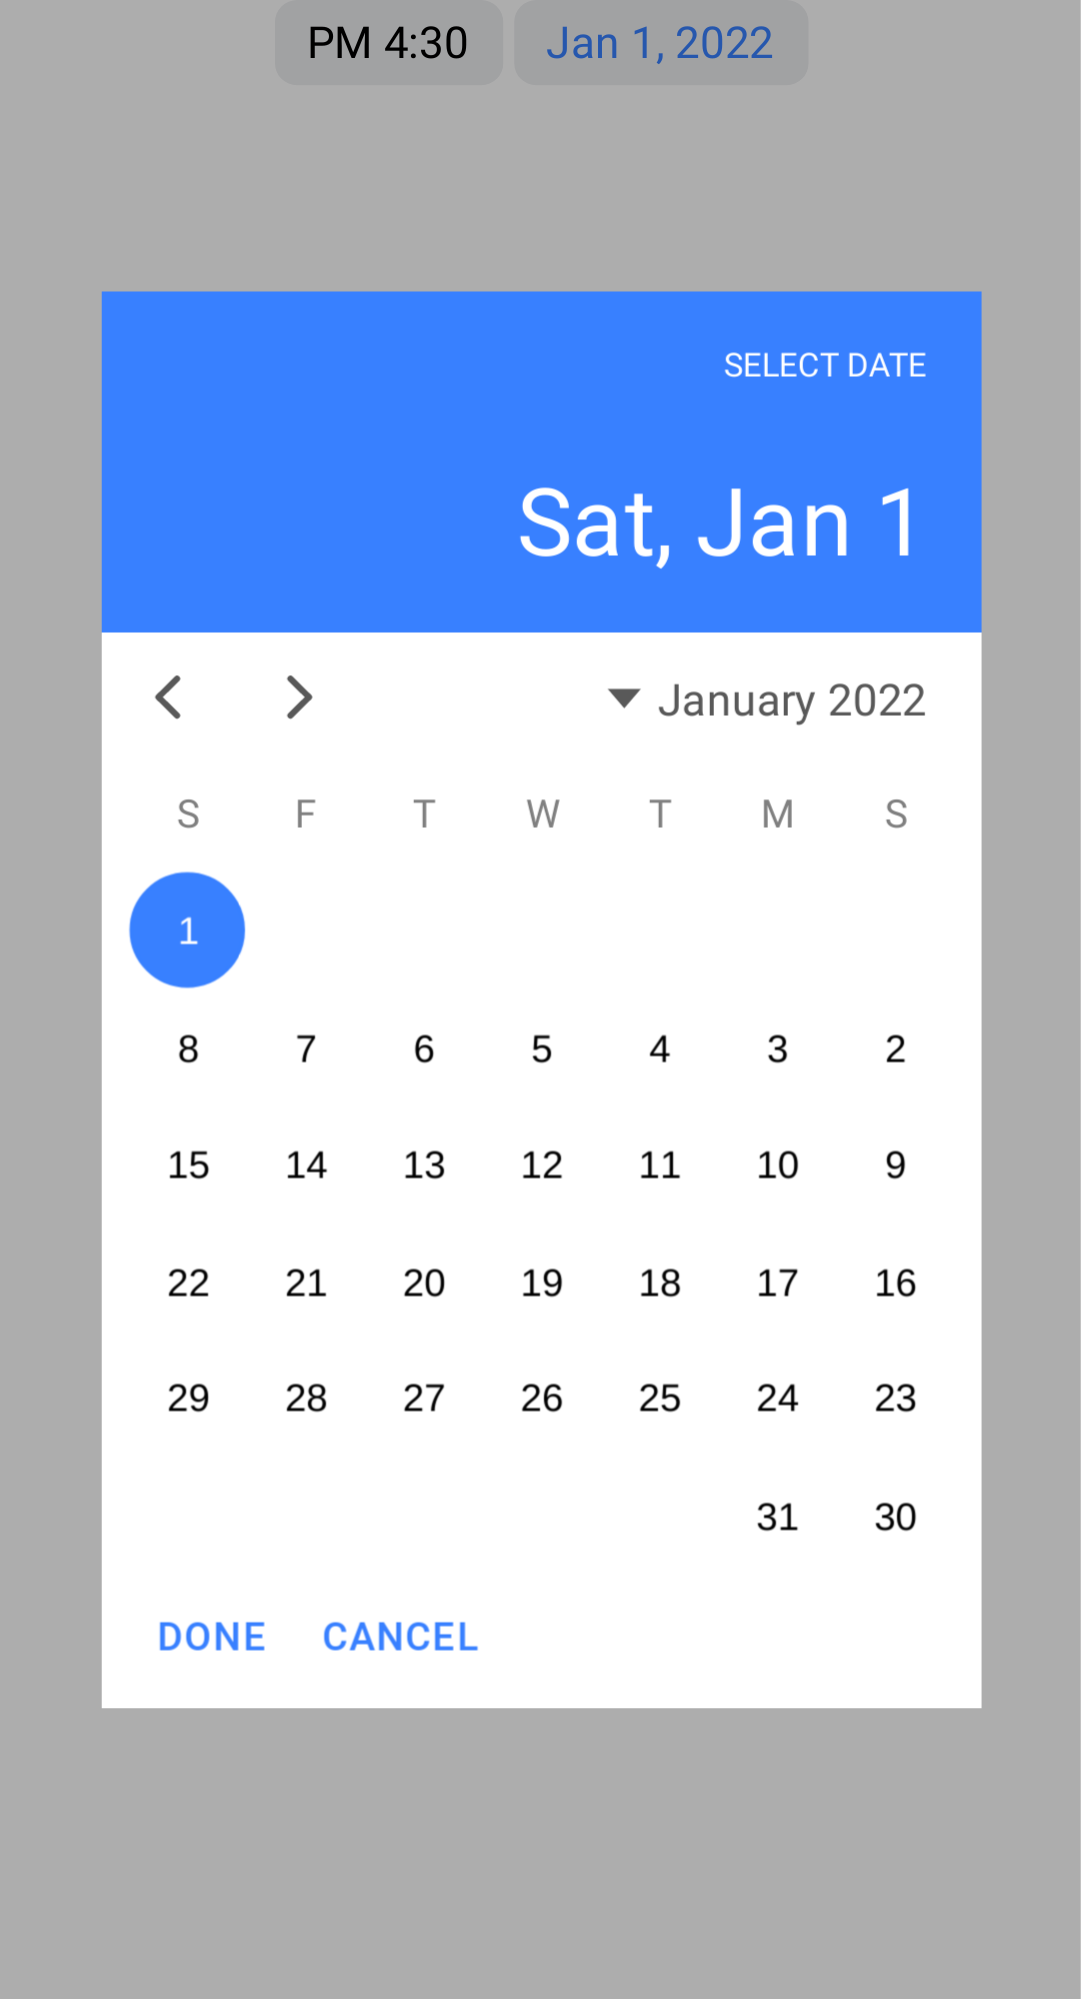 PM 4:30 Jan 1, 2022
SELECT DATE
Sat, Jan 1
January 2022
S F T W T M S
1
8 7 6 5 4 3 2
15 14 13 12 11 10 9
22 21 20 19 18 17 16
29 28 27 26 25 24 23
31 30
DONE CANCEL